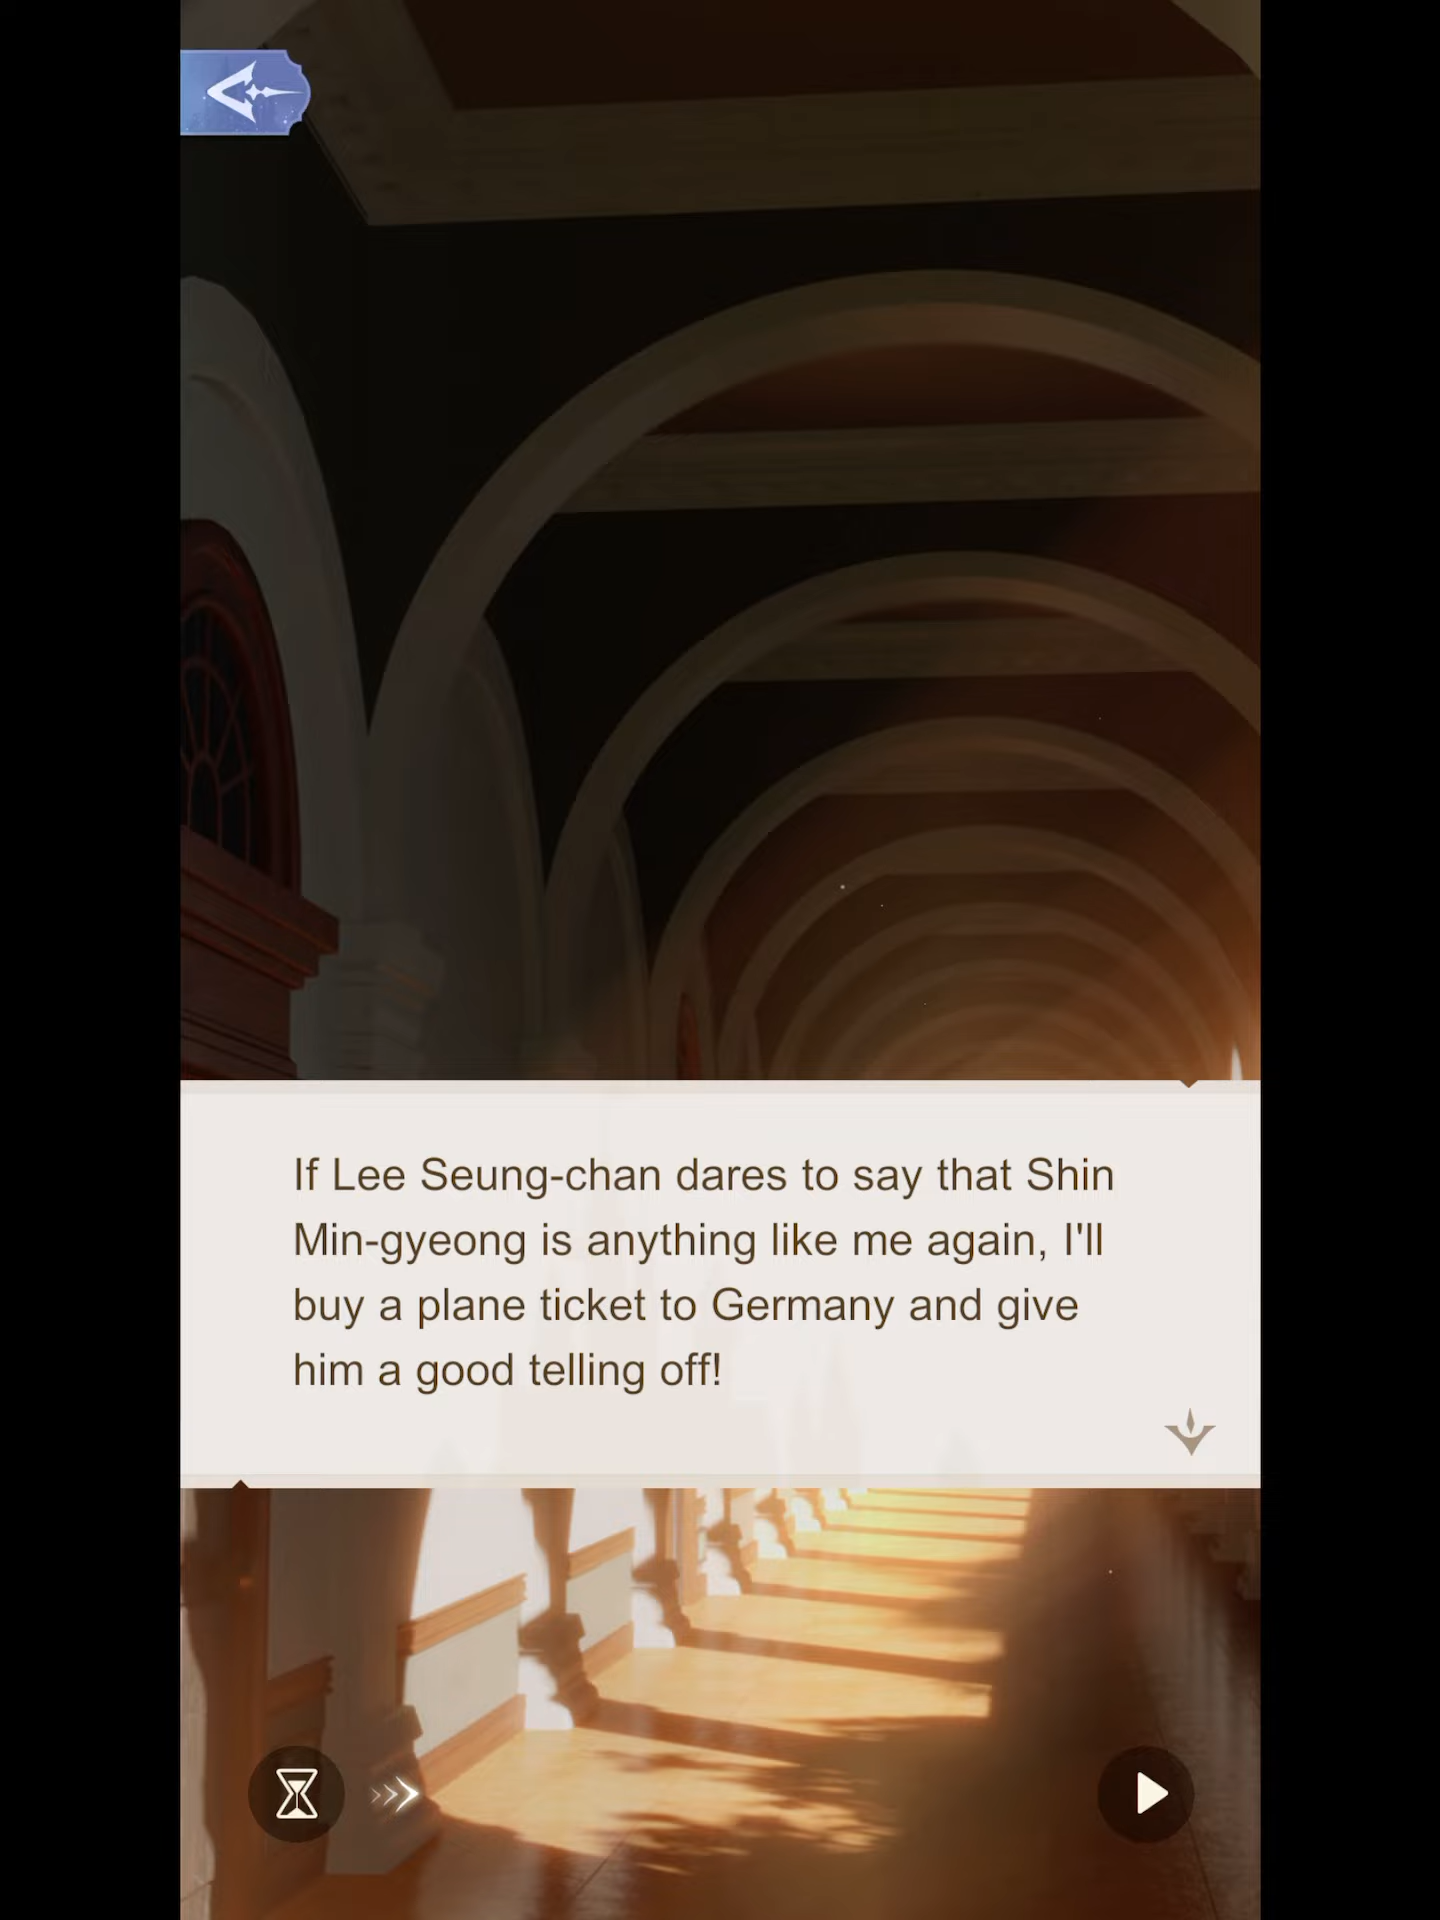 If Lee Seung-chan dares to say that Shin
Min-gyeong is anything like me again, I'll
buy a plane ticket to Germany and give
him a good telling off!